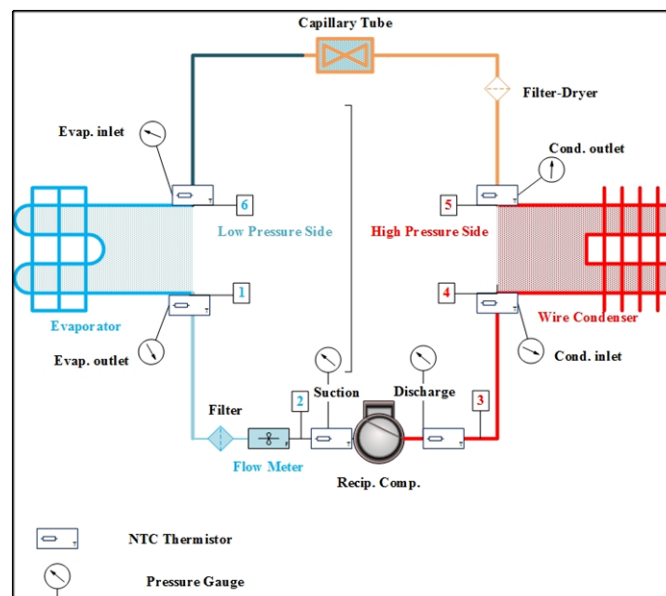 Capillary Tube
Filter-Dryer
Evap. inlet
Cond. outlet
6
5
Low Pressure Side
High Pressure Side
1
4
Evaporator
Wire Condenser
Evap. outlet
Cond. inlet
Filter
2
Suction
Discharge
3
F
T
T
T
T
T
T
Flow Meter
Recip. Comp.
T
NTC Thermistor
Pressure Gauge